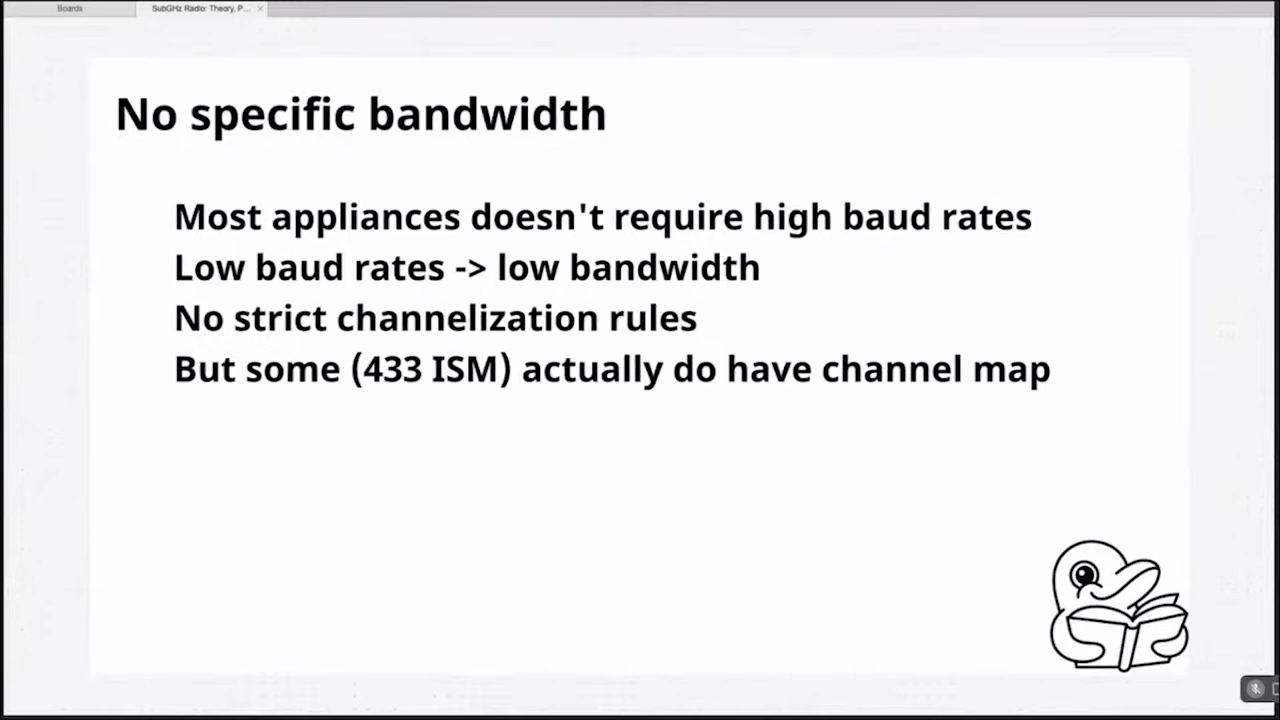 Boards
SubGHz Radio: Theory, P...
No specific bandwidth
Most appliances doesn't require high baud rates
Low baud rates -> low bandwidth
No strict channelization rules
But some (433 ISM) actually do have channel map